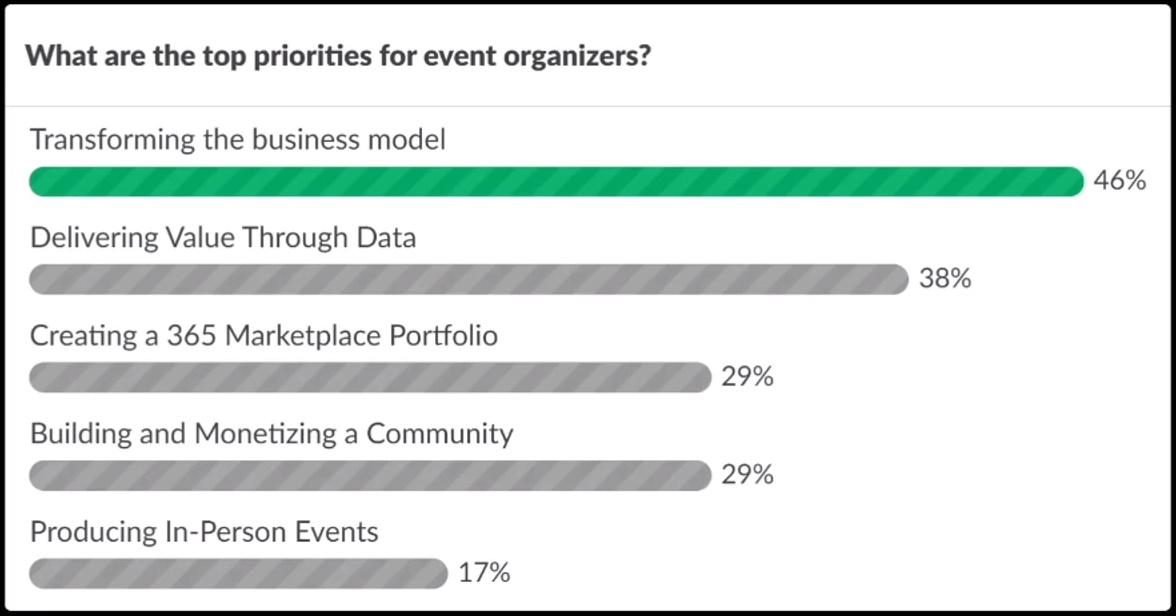 What are the top priorities for event organizers?
Transforming the business model
46%
Delivering Value Through Data
38%
Creating a 365 Marketplace Portfolio
29%
Building and Monetizing a Community
29%
Producing In-Person Events
17%